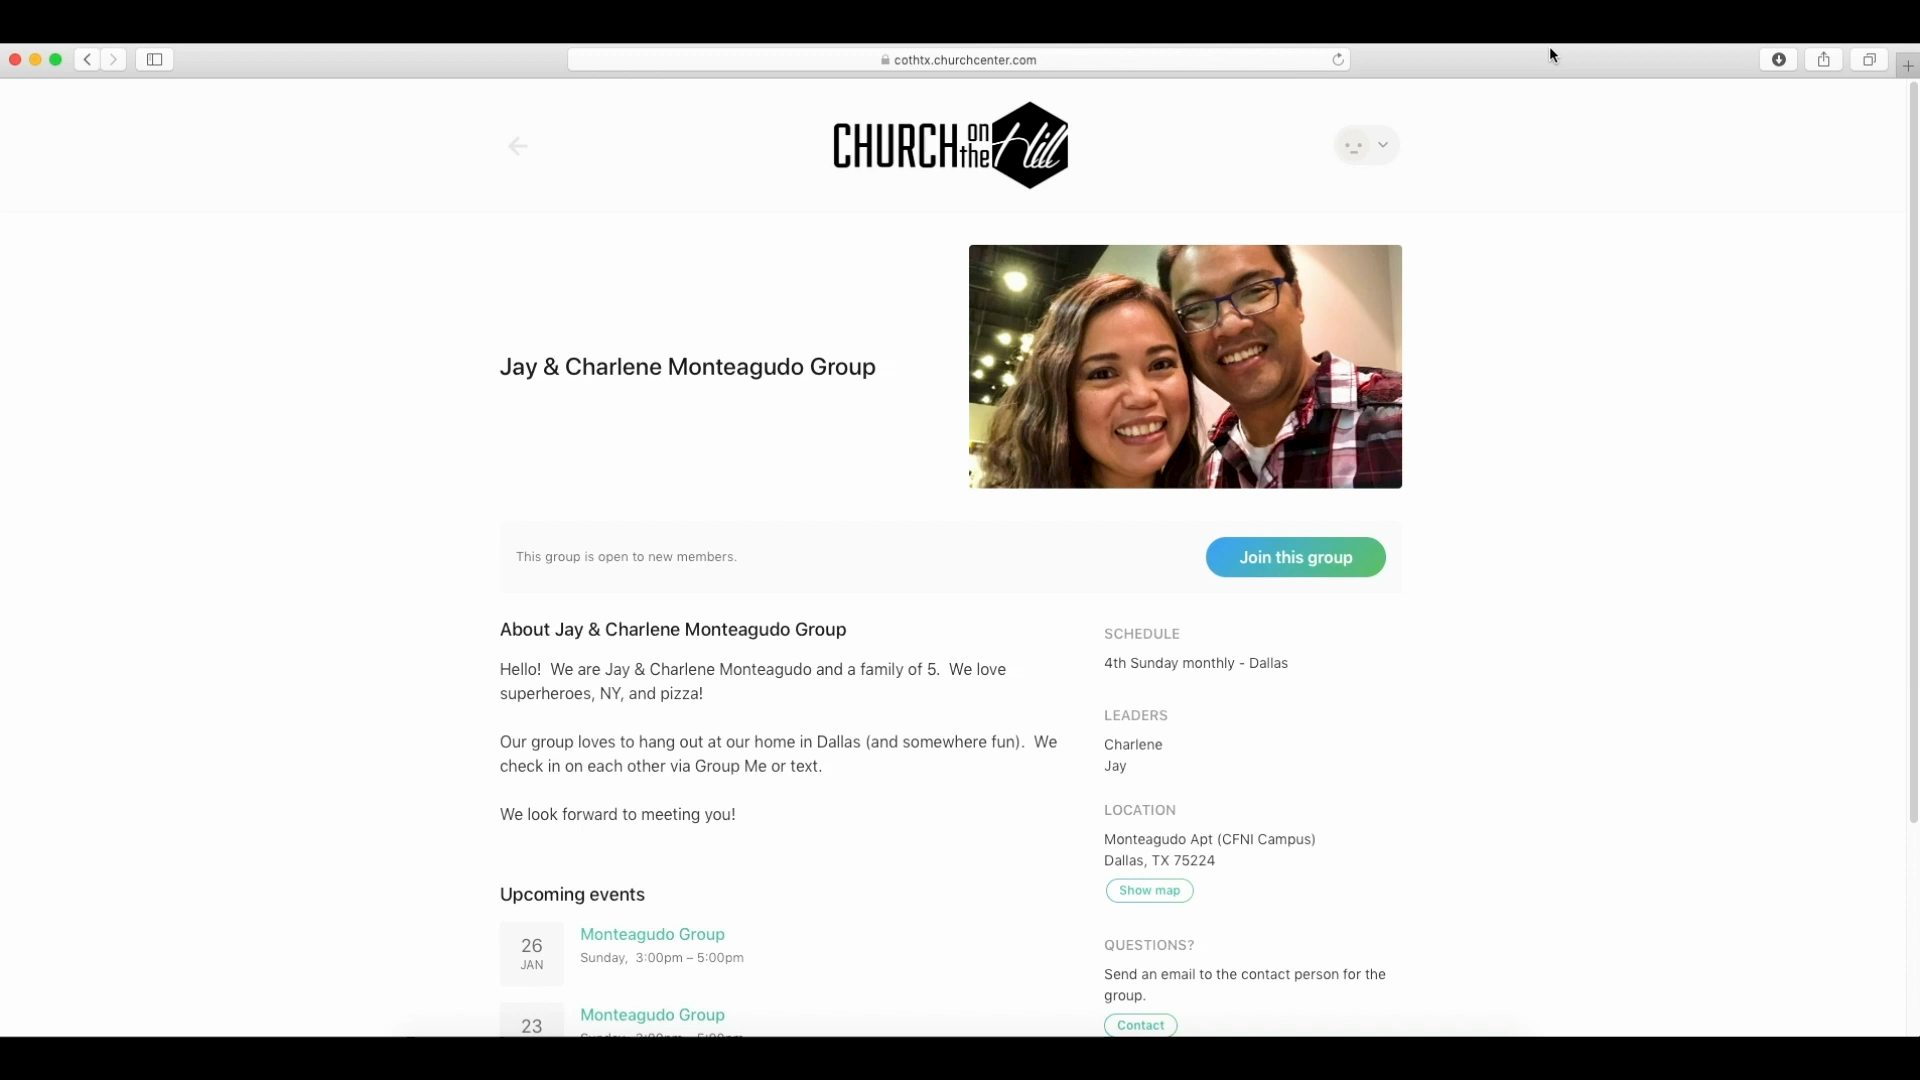 cothtx.churchcenter.com
CHURCH on the Hill
Jay & Charlene Monteagudo Group
This group is open to new members.
Join this group
About Jay & Charlene Monteagudo Group
Hello!  We are Jay & Charlene Monteagudo and a family of 5.  We love
superheroes, NY, and pizza!
Our group loves to hang out at our home in Dallas (and somewhere fun).  We
check in on each other via Group Me or text.
We look forward to meeting you!
Upcoming events
26
JAN
Monteagudo Group
Sunday,  3:00pm – 5:00pm
23
Monteagudo Group
Sunday, 3:00pm – 5:00pm
SCHEDULE
4th Sunday monthly - Dallas
LEADERS
Charlene
Jay
LOCATION
Monteagudo Apt (CFNI Campus)
Dallas, TX 75224
Show map
QUESTIONS?
Send an email to the contact person for the
group.
Contact